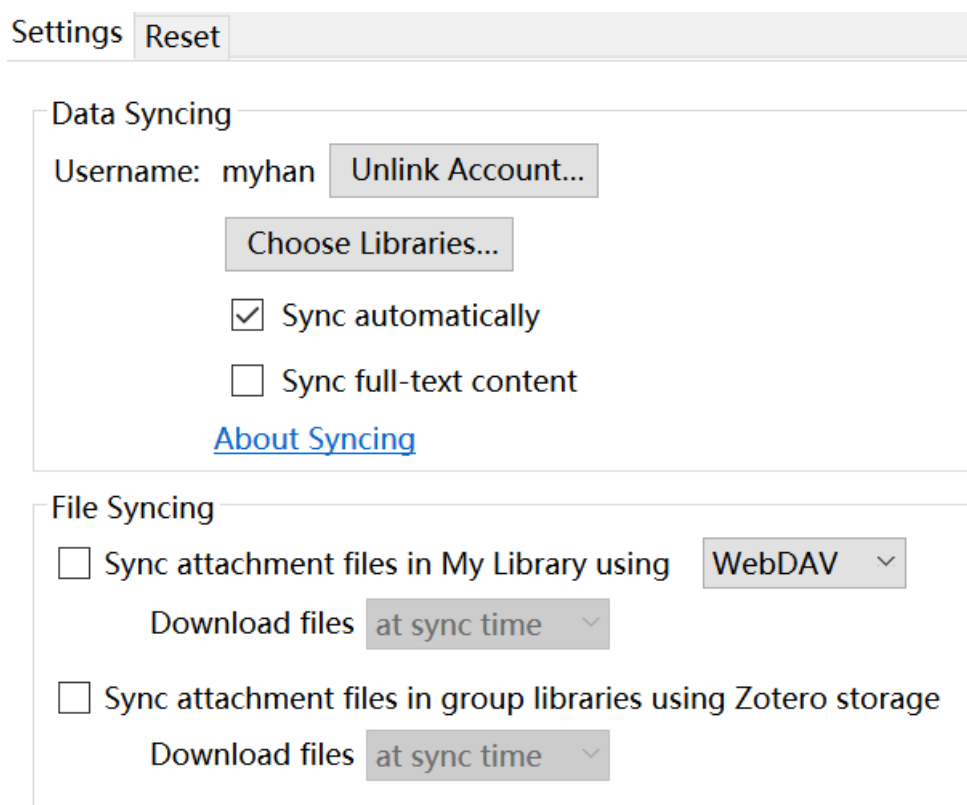 Settings Reset
Data Syncing
Username: myhan Unlink Account...
Choose Libraries...
Sync automatically
Sync full-text content
About Syncing
File Syncing
Sync attachment files in My Library using WebDAV
Download files at sync time
Sync attachment files in group libraries using Zotero storage
Download files at sync time